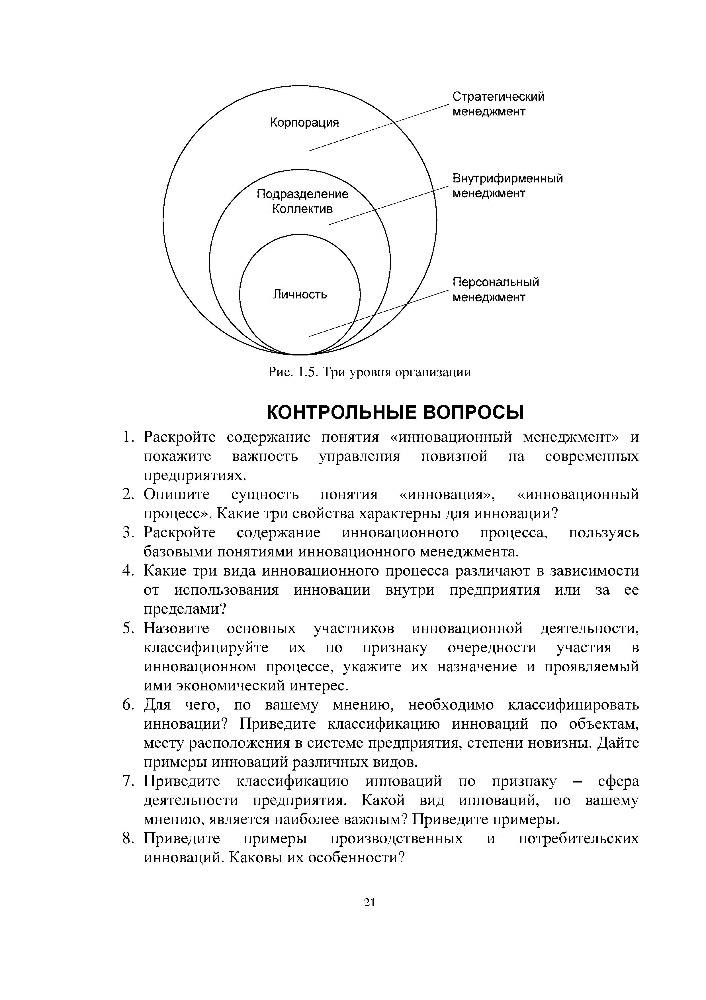 Стратегический
менеджмент
Корпорация
Внутрифирменный
менеджмент
Подразделение
Коллектив
Персональный
менеджмент
Личность
Рис. 1.5. Три уровня организации
КОНТРОЛЬНЫЕ ВОПРОСЫ
1. Раскройте содержание понятия «инновационный менеджмент» и
покажите важность управления новизной на современных
предприятиях.
2. Опишите сущность понятия «инновация», «инновационный
процесс». Какие три свойства характерны для инновации?
3. Раскройте содержание инновационного процесса, пользуясь
базовыми понятиями инновационного менеджмента.
4. Какие три вида инновационного процесса различают в зависимости
от использования инновации внутри предприятия или за ее
пределами?
5. Назовите основных участников инновационной деятельности,
классифицируйте их по признаку очередности участия в
инновационном процессе, укажите их назначение и проявляемый
ими экономический интерес.
6. Для чего, по вашему мнению, необходимо классифицировать
инновации? Приведите классификацию инноваций по объектам,
месту расположения в системе предприятия, степени новизны. Дайте
примеры инноваций различных видов.
7. Приведите классификацию инноваций по признаку – сфера
деятельности предприятия. Какой вид инноваций, по вашему
мнению, является наиболее важным? Приведите примеры.
8. Приведите примеры производственных и потребительских
инноваций. Каковы их особенности?
21